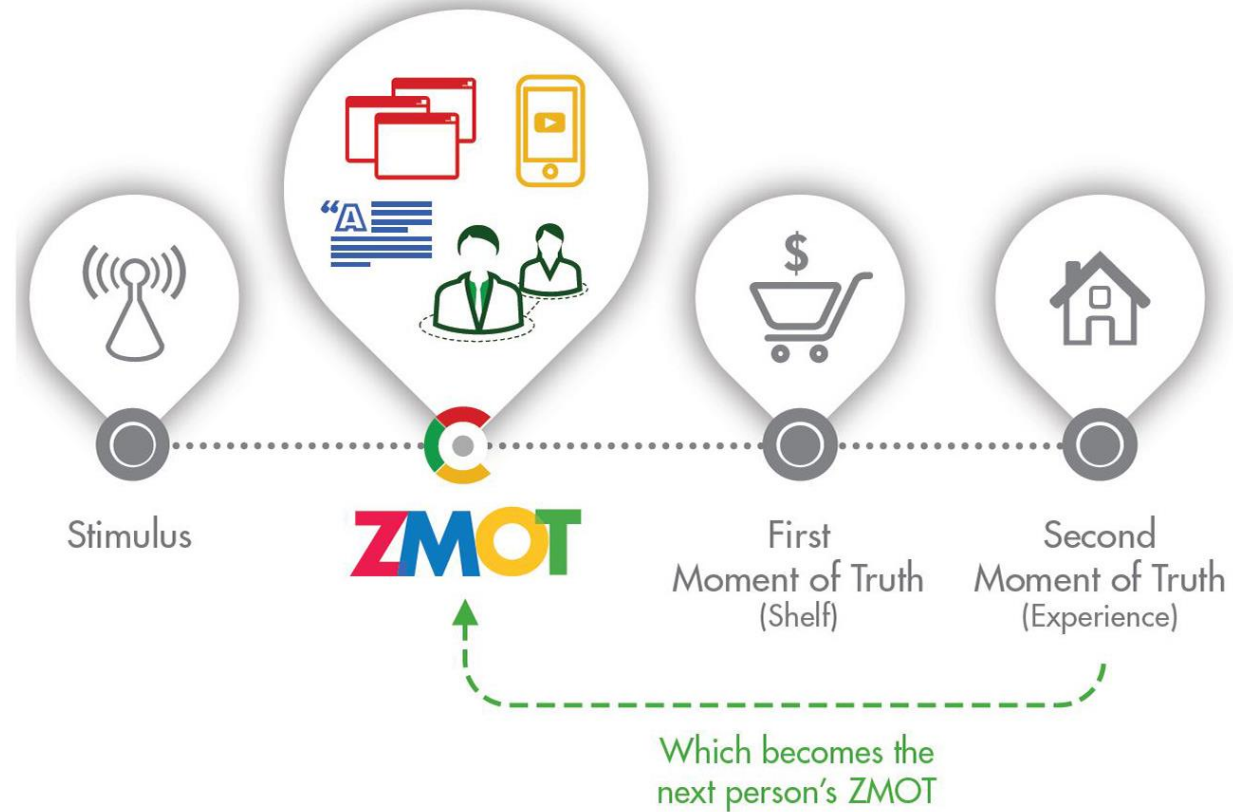 “A
$
Stimulus
ZMOT
First
Moment of Truth
(Shelf)
Second
Moment of Truth
(Experience)
Which becomes the
next person’s ZMOT